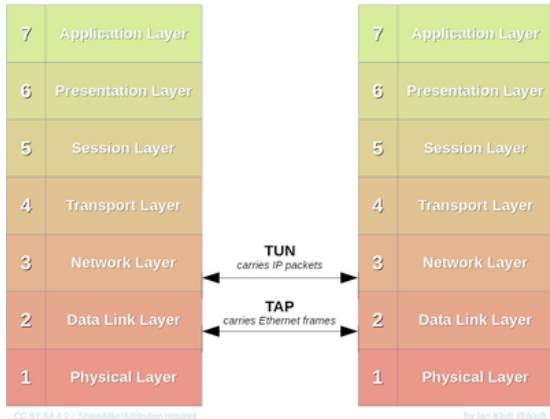 7 Application Layer
6 Presentation Layer
5 Session Layer
4 Transport Layer
3 Network Layer
2 Data Link Layer
1 Physical Layer
TUN
carries IP packets
TAP
carries Ethernet frames
7 Application Layer
6 Presentation Layer
5 Session Layer
4 Transport Layer
3 Network Layer
2 Data Link Layer
1 Physical Layer
CC BY-SA 4.0 – ShareAlike/Attribution required
by Ian Kluft @ikluft